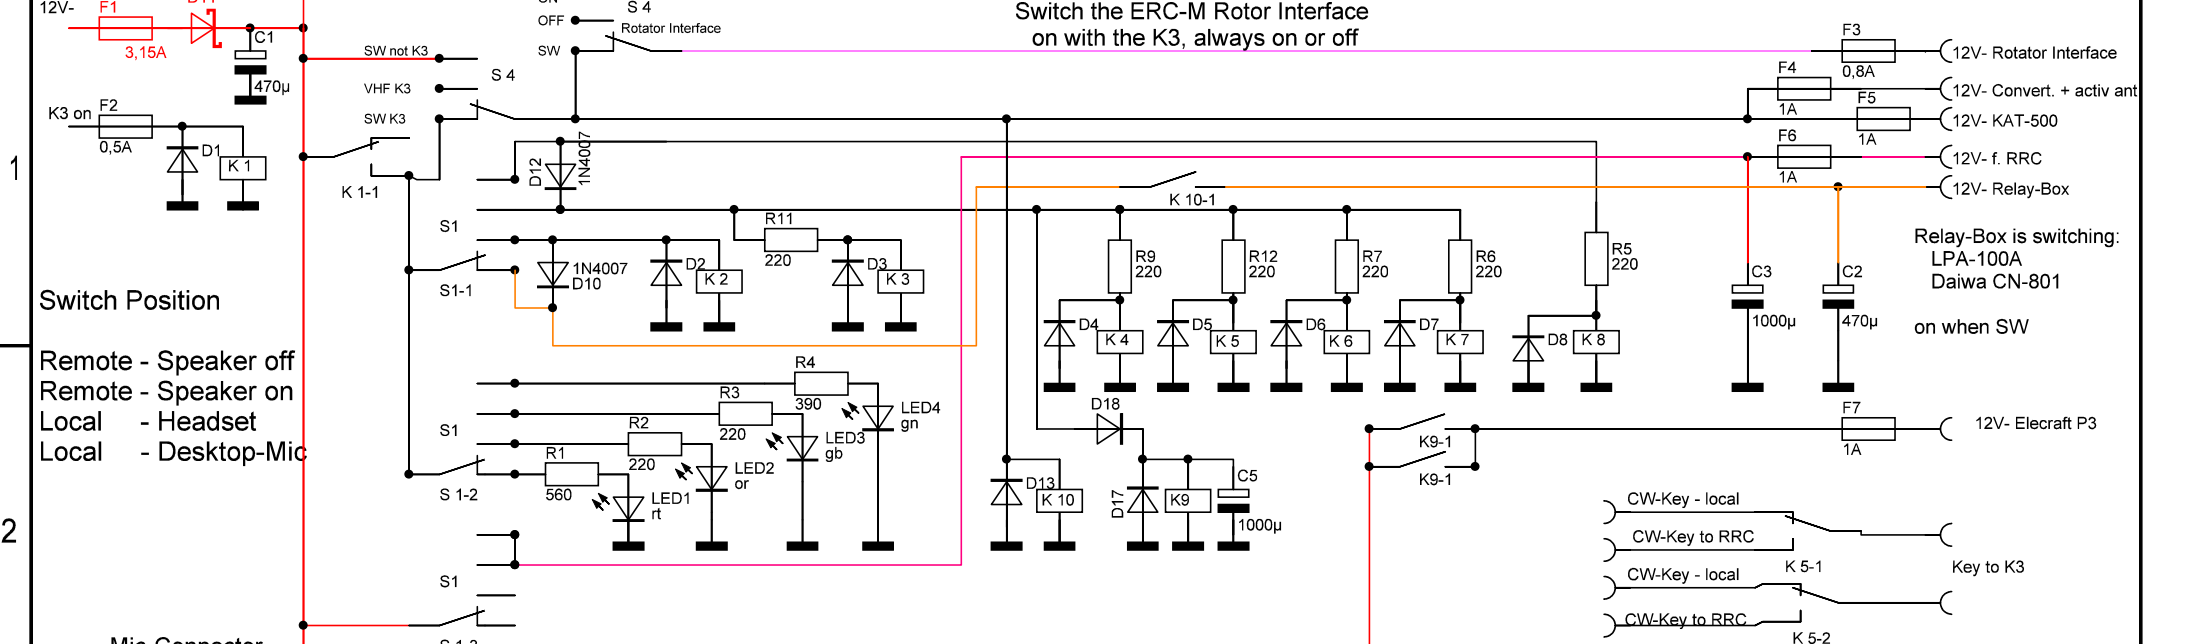 12V-
F1
3,15A
C1
470µ
K3 on
F2
0,5A
D1
K 1
SW not K3
VHF K3
SW K3
S 4
K 1-1
OFF
SW
S 4
Rotator Interface
Switch the ERC-M Rotor Interface
on with the K3, always on or off
F3
0,8A
12V- Rotator Interface
F4
1A
12V- Convert. + activ ant
F5
1A
12V- KAT-500
F6
1A
12V- f. RRC
12V- Relay-Box
K 10-1
D12
1N4007
S1
S1-1
1N4007
D10
D2
K 2
R11
220
D3
K 3
R9
220
R12
220
R7
220
R6
220
R5
220
D4
K 4
D5
K 5
D6
K 6
D7
K 7
D8
K 8
C3
1000µ
C2
470µ
Relay-Box is switching:
LPA-100A
Daiwa CN-801
on when SW
1
2
Switch Position
Remote - Speaker off
Remote - Speaker on
Local - Headset
Local - Desktop-Mic
S1
S 1-2
R4
390
LED4
gn
R3
220
LED3
gb
R2
220
LED2
or
R1
560
LED1
rt
D18
D13
K 10
D17
K9
C5
1000µ
K9-1
K9-1
F7
1A
12V- Elecraft P3
CW-Key - local
CW-Key to RRC
K 5-1
CW-Key - local
CW-Key to RRC
K 5-2
Key to K3
S1
Mic Connector